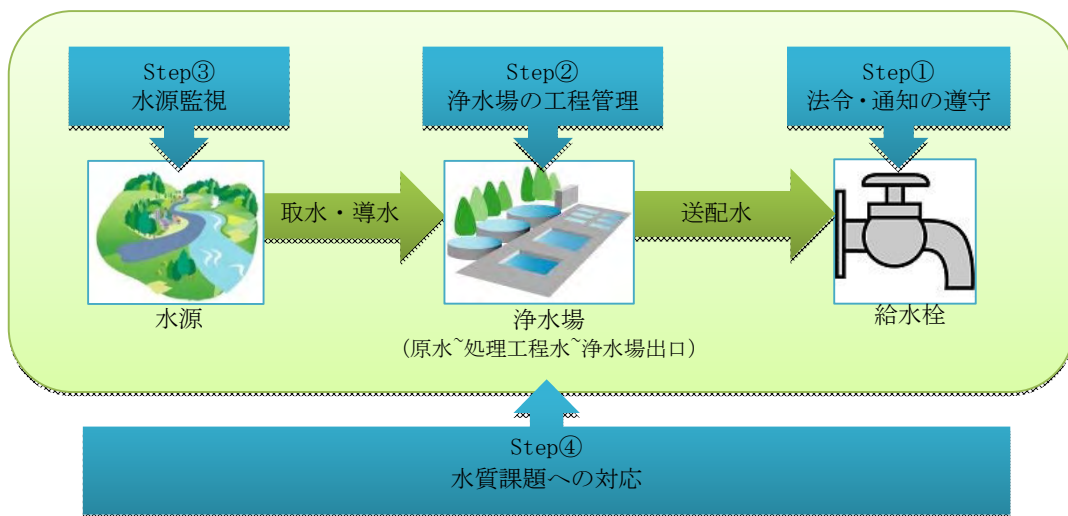 Step③
水源監視
Step②
浄水場の工程管理
Step①
法令・通知の遵守
取水・導水
送配水
水源
浄水場
(原水~処理工程水~浄水場出口)
給水栓
Step④
水質課題への対応